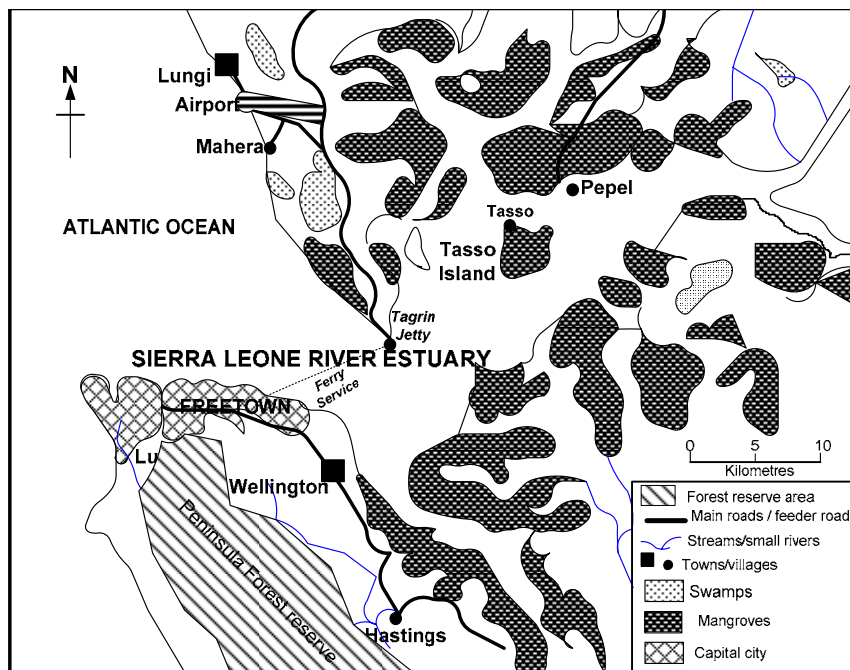 N
Lungi
Airport
Mahera
ATLANTIC OCEAN
Pepel
Tasso
Tasso
Island
Tagrin
Jetty
SIERRA LEONE RIVER ESTUARY
Ferry
Service
FREETOWN
Lu
Wellington
Peninsula Forest reserve
Hastings
0 5 10
Kilometres
Forest reserve area
Main roads / feeder road
Streams/small rivers
Towns/villages
Swamps
Mangroves
Capital city